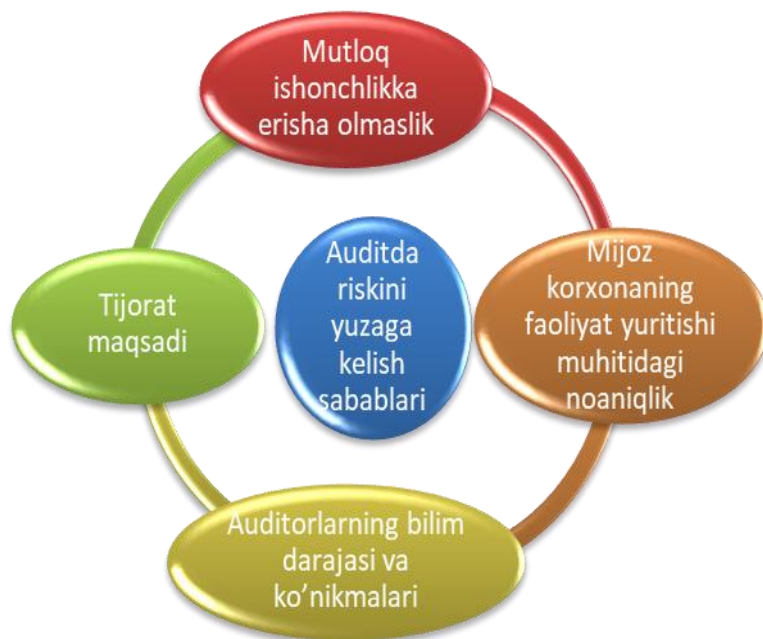 Mutloq
ishonchlikka
erisha olmaslik
Tijorat
maqsadi
Auditda
riskini
yuzaga
kelish
sabablari
Mijoz
korxonaning
faoliyat yuritishi
muhitidagi
noaniqlik
Auditorlarning bilim
darajasi va
ko’nikmalari